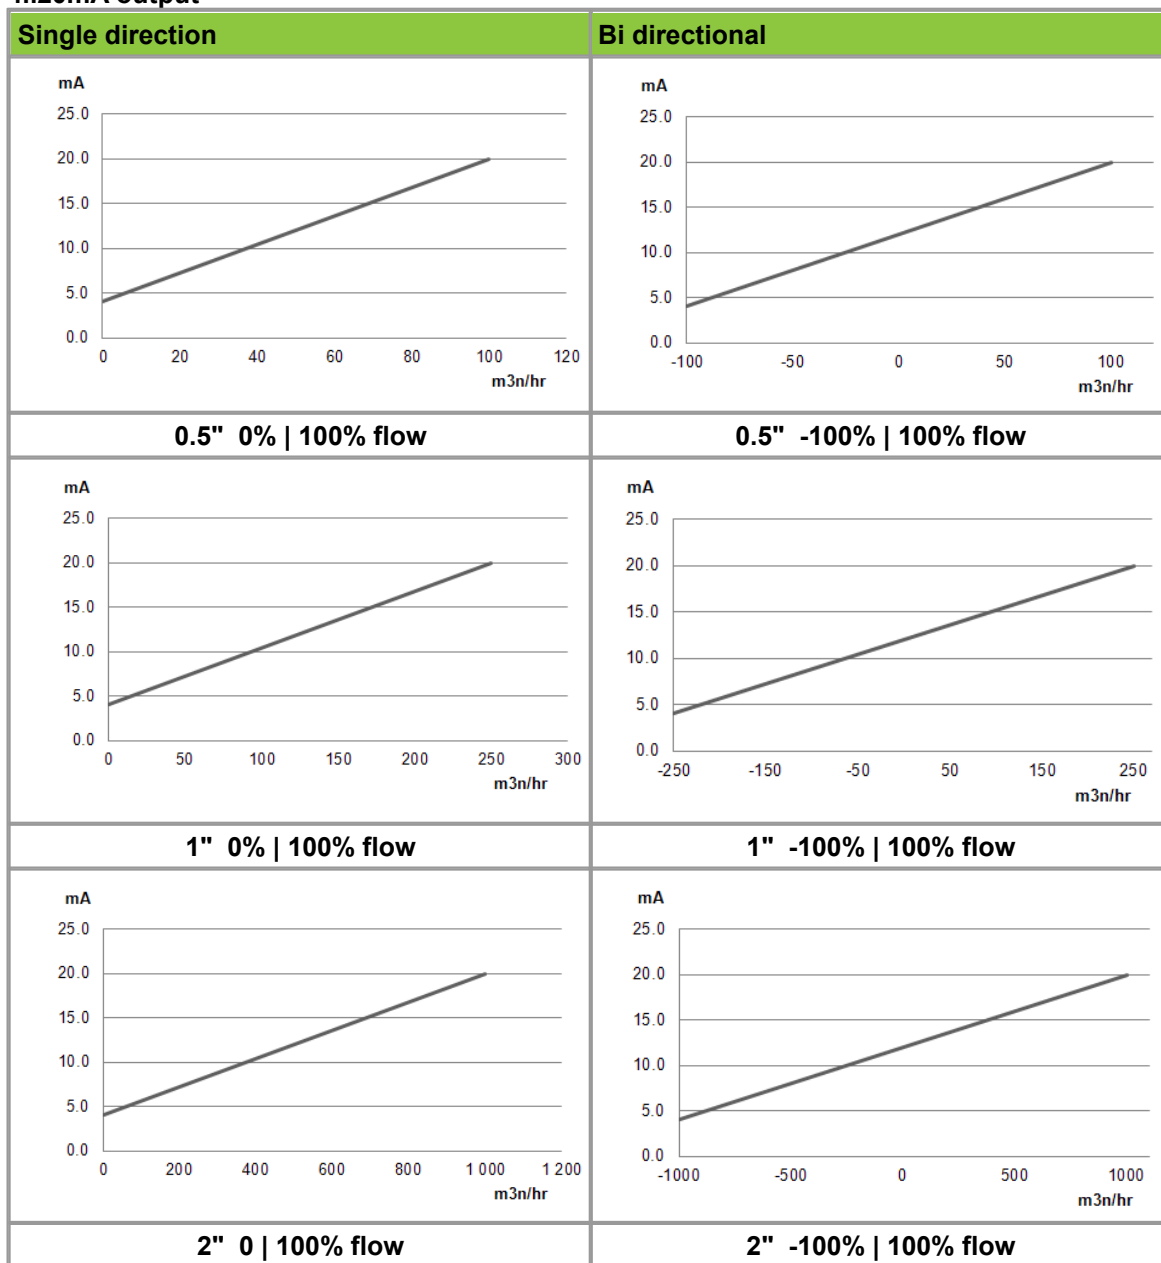 Single direction
Bi directional
mA
25.0
20.0
15.0
10.0
5.0
0.0
0 20 40 60 80 100 120
m3n/hr
mA
25.0
20.0
15.0
10.0
5.0
0.0
-100 -50 0 50 100
m3n/hr
0.5" 0% | 100% flow
0.5" -100% | 100% flow
mA
25.0
20.0
15.0
10.0
5.0
0.0
0 50 100 150 200 250 300
m3n/hr
mA
25.0
20.0
15.0
10.0
5.0
0.0
-250 -150 -50 50 150 250
m3n/hr
1" 0% | 100% flow
1" -100% | 100% flow
mA
25.0
20.0
15.0
10.0
5.0
0.0
0 200 400 600 800 1 000 1 200
m3n/hr
mA
25.0
20.0
15.0
10.0
5.0
0.0
-1000 -500 0 500 1000
m3n/hr
2" 0 | 100% flow
2" -100% | 100% flow